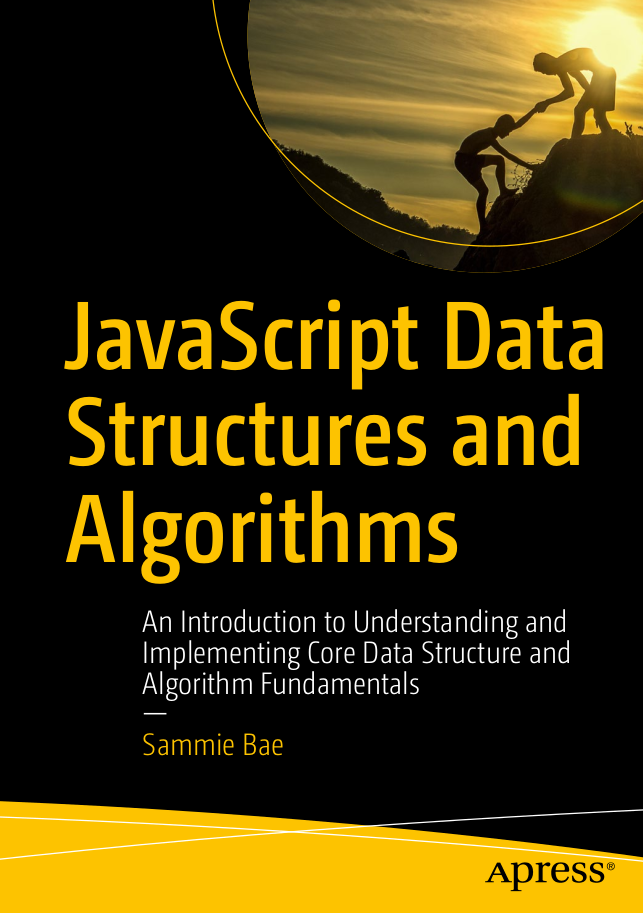 JavaScript Data
Structures and
Algorithms
An Introduction to Understanding and
Implementing Core Data Structure and
Algorithm Fundamentals
—
Sammie Bae
Apress®